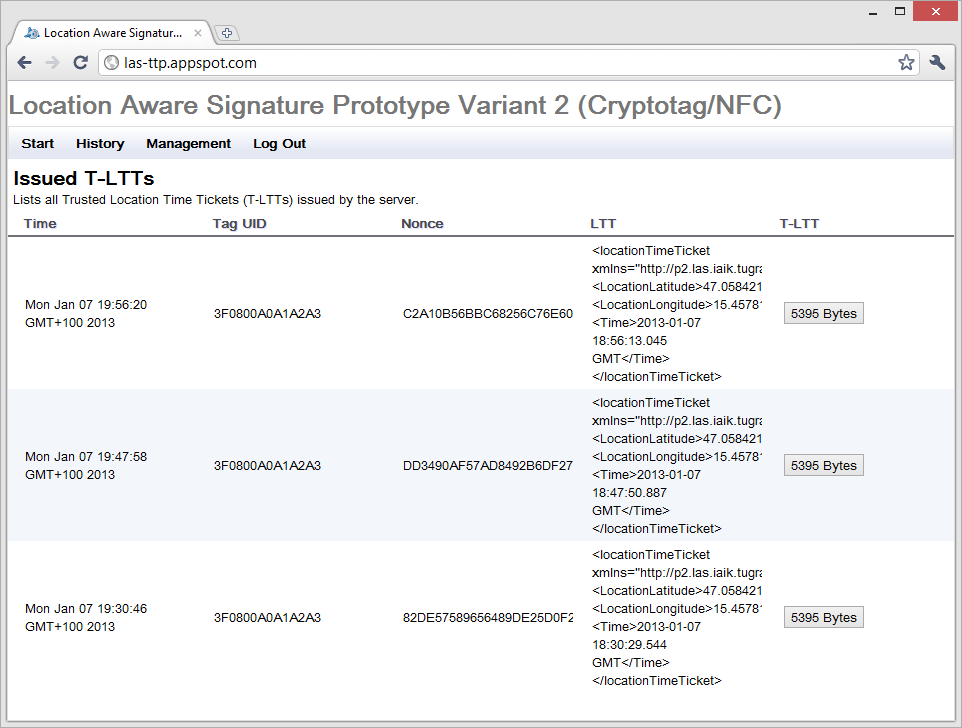 Location Aware Signatur...
las-ttp.appspot.com
Location Aware Signature Prototype Variant 2 (Cryptotag/NFC)
Start History Management Log Out
Issued T-LTTs
Lists all Trusted Location Time Tickets (T-LTTs) issued by the server.
Time Tag UID Nonce LTT T-LTT
Mon Jan 07 19:56:20
GMT+100 2013
3F0800A0A1A2A3
C2A10B56BBC68256C76E60
<locationTimeTicket
xmlns="http://p2.las.iaik.tugra
<LocationLatitude>47.058421
<LocationLongitude>15.45781
<Time>2013-01-07
18:56:13.045
GMT</Time>
</locationTimeTicket>
5395 Bytes
Mon Jan 07 19:47:58
GMT+100 2013
3F0800A0A1A2A3
DD3490AF57AD8492B6DF27
<locationTimeTicket
xmlns="http://p2.las.iaik.tugra
<LocationLatitude>47.058421
<LocationLongitude>15.45781
<Time>2013-01-07
18:47:50.887
GMT</Time>
</locationTimeTicket>
5395 Bytes
Mon Jan 07 19:30:46
GMT+100 2013
3F0800A0A1A2A3
82DE57589656489DE25D0F2
<locationTimeTicket
xmlns="http://p2.las.iaik.tugra
<LocationLatitude>47.058421
<LocationLongitude>15.45781
<Time>2013-01-07
18:30:29.544
GMT</Time>
</locationTimeTicket>
5395 Bytes